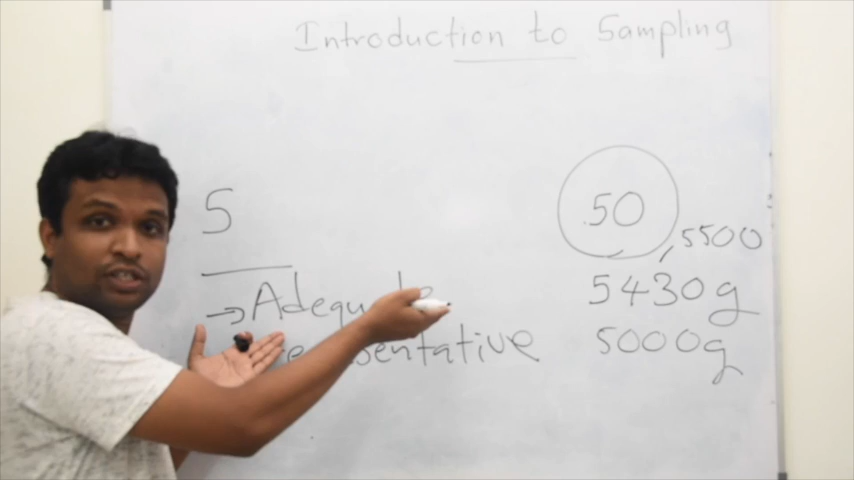 Introduction to Sampling
S
50
5500
→ Adequate
5430g
Representative
5000g